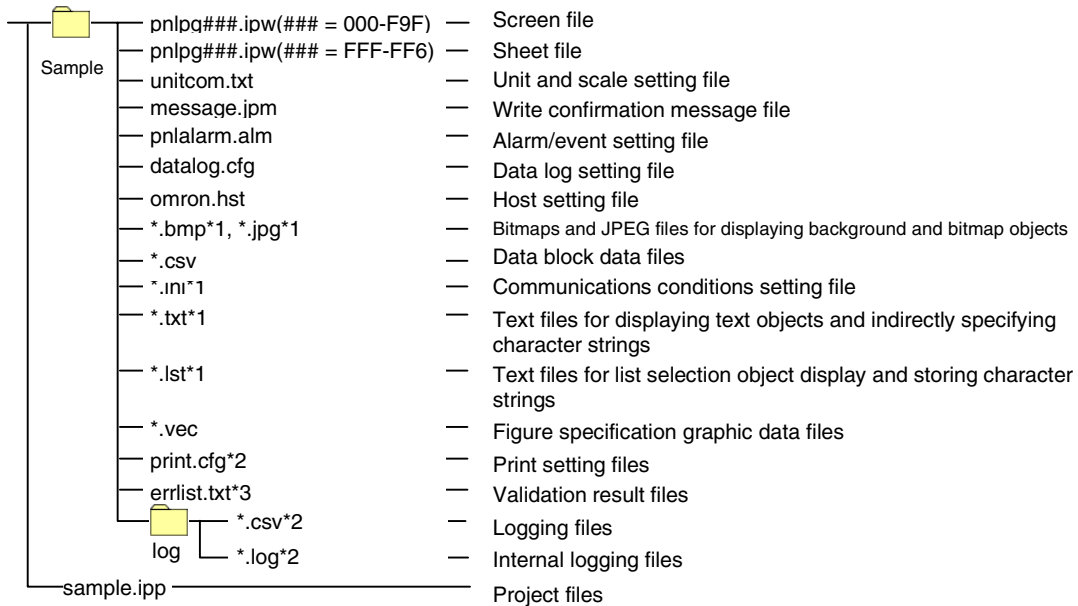 pnlpg###.ipw(### = 000-F9F) — Screen file
Sample
pnlpg###.ipw(### = FFF-FF6) — Sheet file
unitcom.txt — Unit and scale setting file
message.jpm — Write confirmation message file
pnlalarm.alm — Alarm/event setting file
datalog.cfg — Data log setting file
omron.hst — Host setting file
*.bmp*1, *.jpg*1 — Bitmaps and JPEG files for displaying background and bitmap objects
*.csv — Data block data files
*.ini*1 — Communications conditions setting file
*.txt*1 — Text files for displaying text objects and indirectly specifying
character strings
*.lst*1 — Text files for list selection object display and storing character
strings
*.vec — Figure specification graphic data files
print.cfg*2 — Print setting files
errlist.txt*3 — Validation result files
*.csv*2 — Logging files
log
*.log*2 — Internal logging files
sample.ipp — Project files